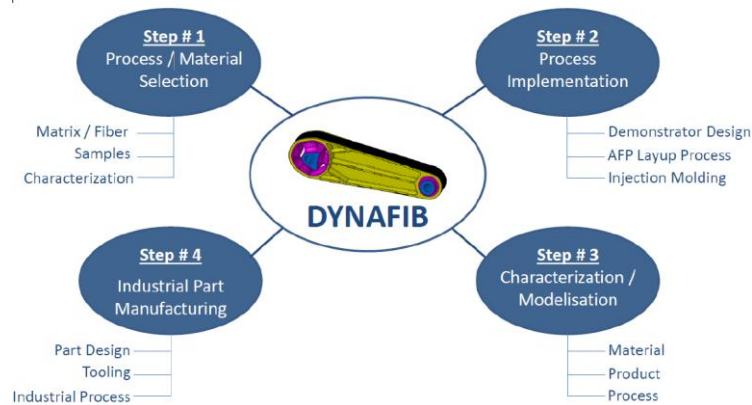 Step # 1
Process / Material
Selection
Matrix / Fiber
Samples
Characterization
Step # 2
Process
Implementation
Demonstrator Design
AFP Layup Process
Injection Molding
DYNAFIB
Step # 4
Industrial Part
Manufacturing
Part Design
Tooling
Industrial Process
Step # 3
Characterization /
Modelisation
Material
Product
Process